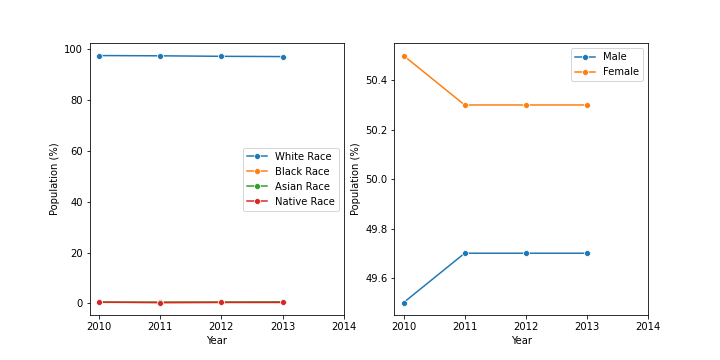 100
80
60
40
20
0
Population (%)
2010 2011 2012 2013 2014
Year
White Race
Black Race
Asian Race
Native Race
50.4
50.2
50.0
49.8
49.6
Population (%)
2010 2011 2012 2013 2014
Year
Male
Female